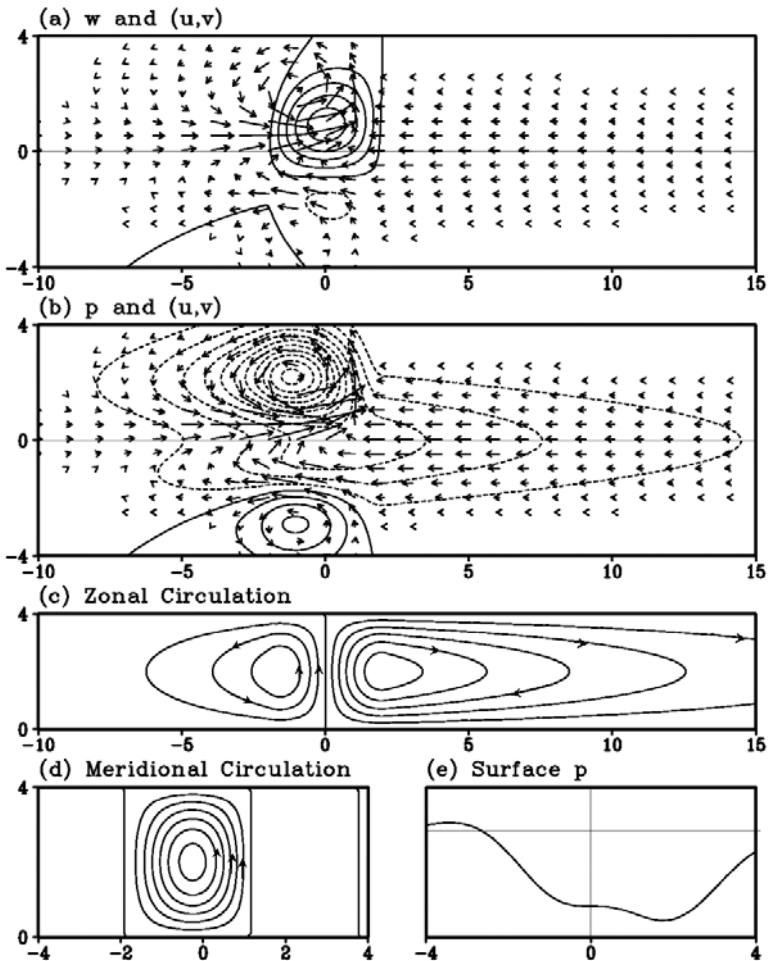 (a) w and (u,v)
4
0
-4
-10 -5 0 5 10 15
(b) p and (u,v)
4
0
-4
-10 -5 0 5 10 15
(c) Zonal Circulation
4
0
-10 -5 0 5 10 15
(d) Meridional Circulation
4
0
-4 -2 0 2 4
(e) Surface p
-4 0 4